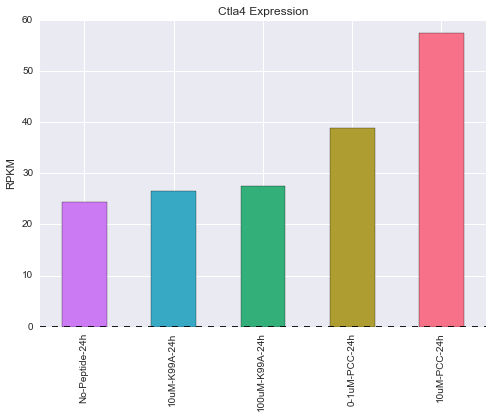 Ctla4 Expression
60
50
40
30
20
10
0
RPKM
No-Peptide-24h
10uM-K99A-24h
100uM-K99A-24h
0-1uM-PCC-24h
10uM-PCC-24h